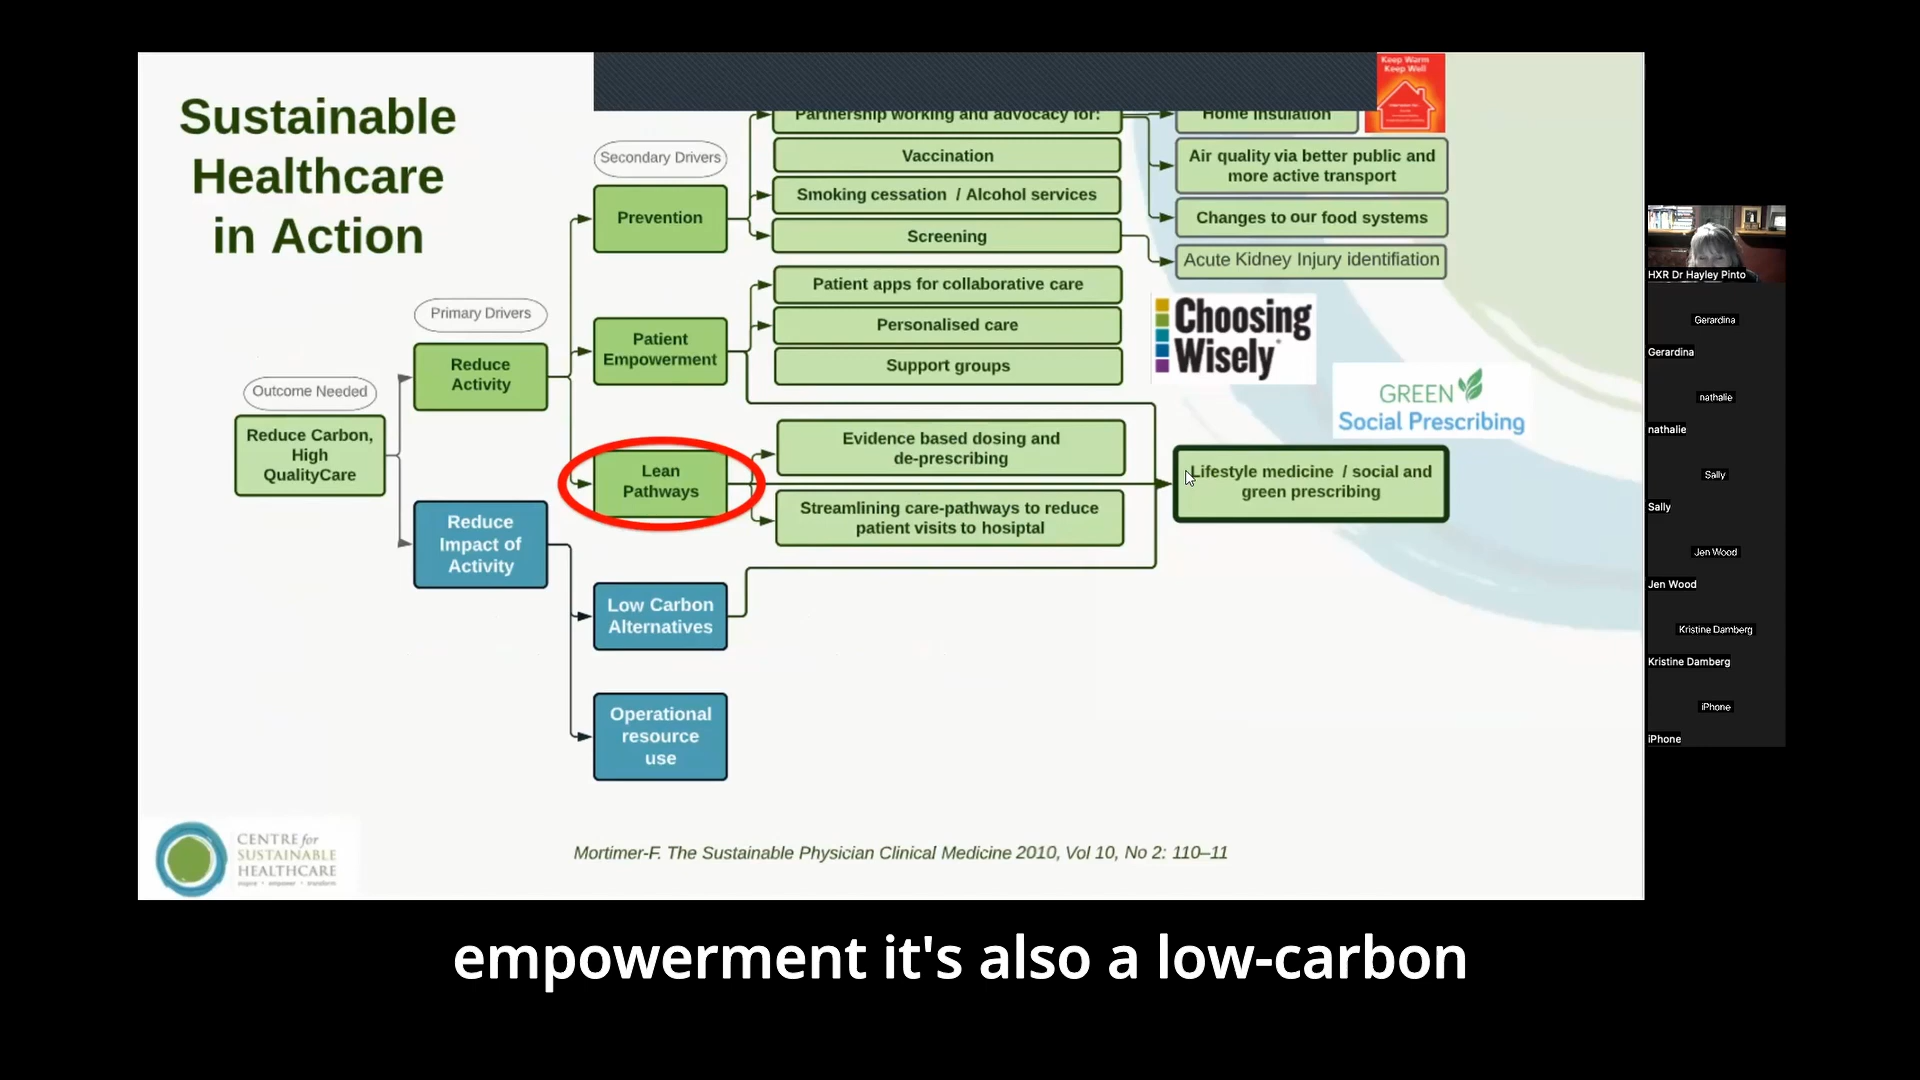 Sustainable
Healthcare
in Action
Outcome Needed
Reduce Carbon,
High
QualityCare
Primary Drivers
Reduce
Activity
Reduce
Impact of
Activity
Secondary Drivers
Prevention
Patient
Empowerment
Lean
Pathways
Low Carbon
Alternatives
Operational
resource
use
Partnership working and advocacy for:
Vaccination
Smoking cessation / Alcohol services
Screening
Patient apps for collaborative care
Personalised care
Support groups
Evidence based dosing and
de-prescribing
Streamlining care-pathways to reduce
patient visits to hosiptal
Home insulation
Keep Warm
Keep Well
Air quality via better public and
more active transport
Changes to our food systems
Acute Kidney Injury identifiation
Choosing
Wisely
GREEN
Social Prescribing
Lifestyle medicine / social and
green prescribing
CENTRE for
SUSTAINABLE
HEALTHCARE
inspire • empower • transform
Mortimer-F. The Sustainable Physician Clinical Medicine 2010, Vol 10, No 2: 110–11
HXR Dr Hayley Pinto
Gerardina
Gerardina
nathalie
nathalie
Sally
Sally
Jen Wood
Jen Wood
Kristine Damberg
Kristine Damberg
iPhone
iPhone
empowerment it's also a low-carbon